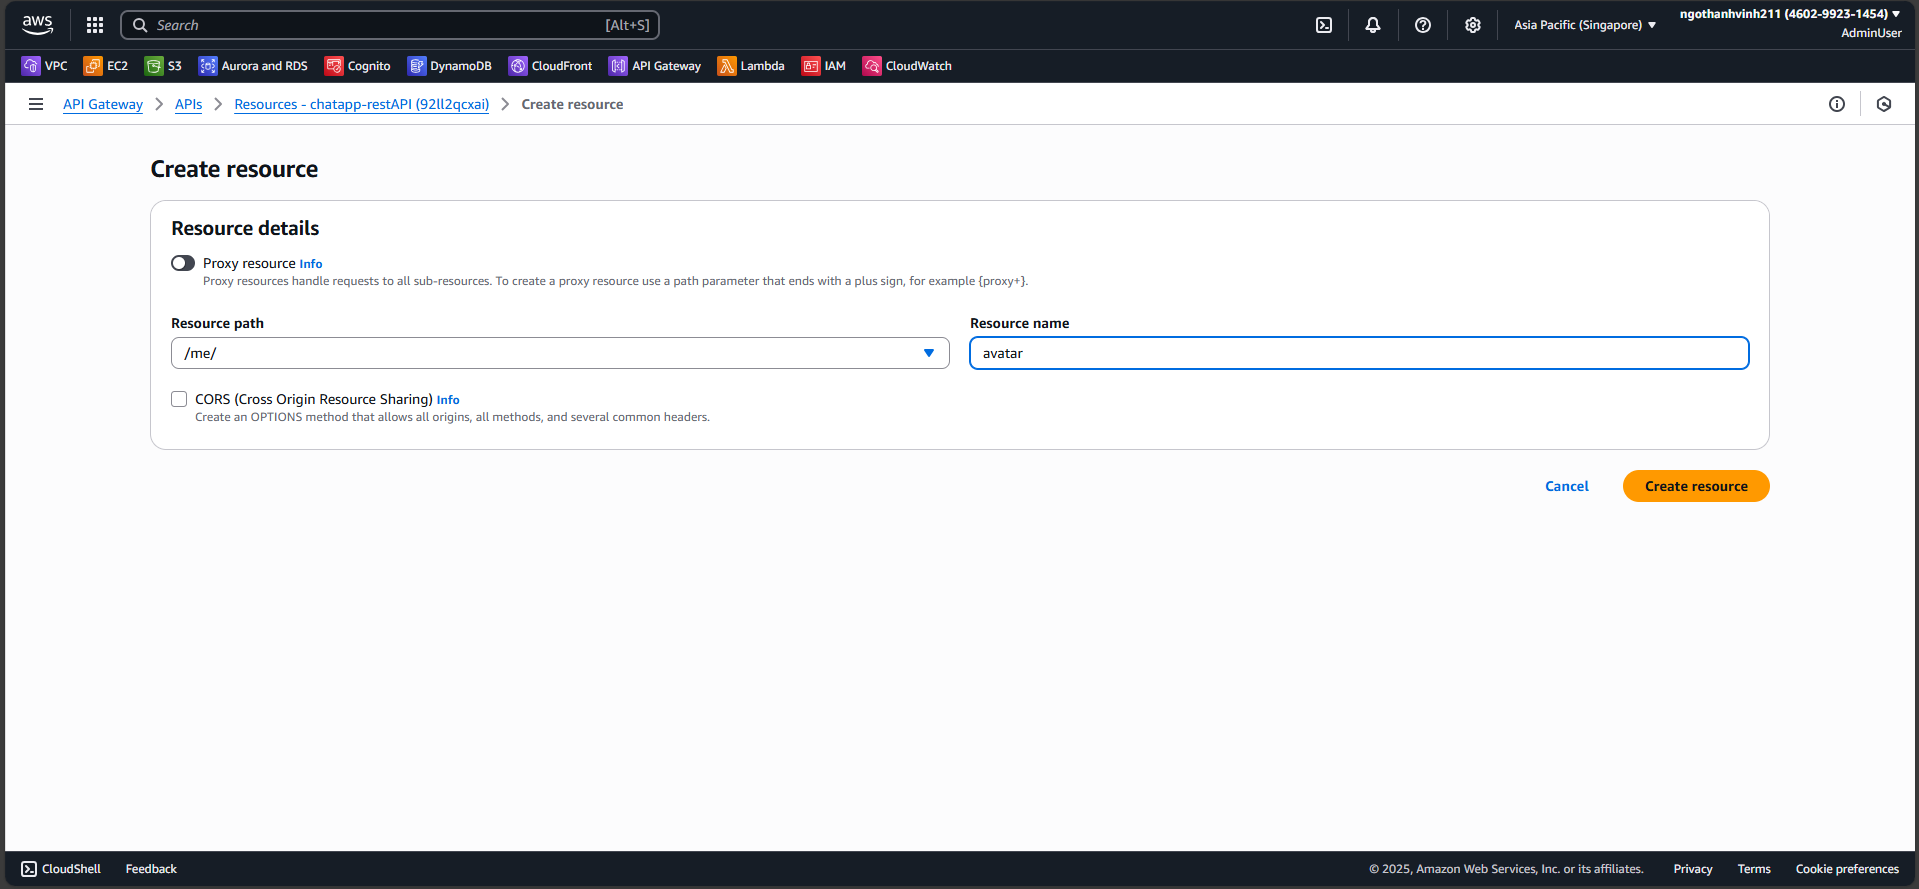 aws
Search [Alt+S]
Asia Pacific (Singapore)
ngothanhvinh211 (4602-9923-1454)
AdminUser
VPC EC2 S3 Aurora and RDS Cognito DynamoDB CloudFront API Gateway Lambda IAM CloudWatch
API Gateway > APIs > Resources - chatapp-restAPI (92ll2qcxai) > Create resource
Create resource
Resource details
Proxy resource Info
Proxy resources handle requests to all sub-resources. To create a proxy resource use a path parameter that ends with a plus sign, for example {proxy+}.
Resource path
/me/
Resource name
avatar
CORS (Cross Origin Resource Sharing) Info
Create an OPTIONS method that allows all origins, all methods, and several common headers.
Cancel Create resource
CloudShell Feedback © 2025, Amazon Web Services, Inc. or its affiliates. Privacy Terms Cookie preferences